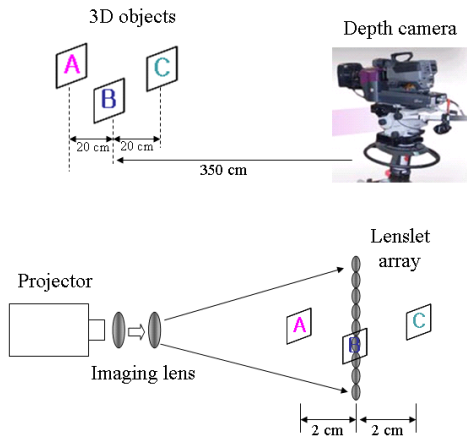 3D objects
Depth camera
A
C
B
20 cm
20 cm
350 cm
Lenslet
array
Projector
A
C
B
Imaging lens
2 cm
2 cm